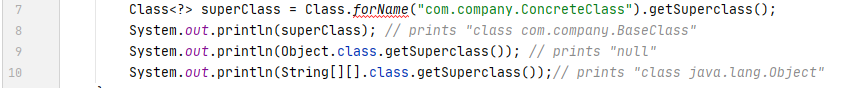 7 Class<?> superClass = Class.forName("com.company.ConcreteClass").getSuperclass();
8 System.out.println(superClass); // prints "class com.company.BaseClass"
9 System.out.println(Object.class.getSuperclass()); // prints "null"
10 System.out.println(String[][].class.getSuperclass());// prints "class java.lang.Object"